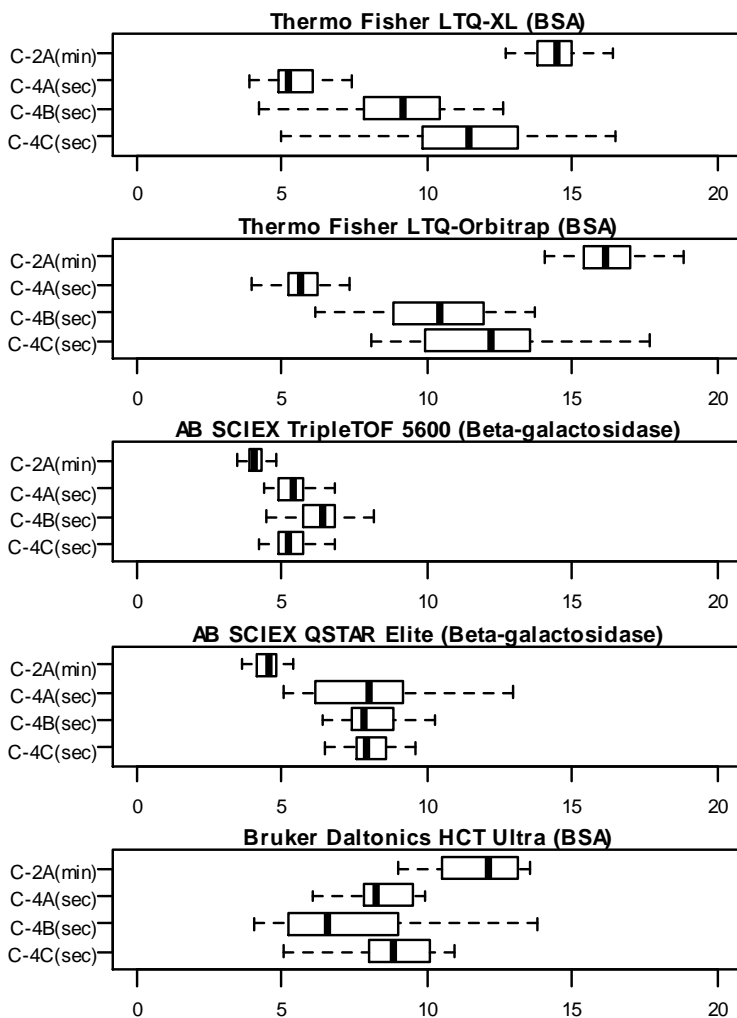 Thermo Fisher LTQ-XL (BSA)
C-2A(min)
C-4A(sec)
C-4B(sec)
C-4C(sec)
0 5 10 15 20
Thermo Fisher LTQ-Orbitrap (BSA)
C-2A(min)
C-4A(sec)
C-4B(sec)
C-4C(sec)
0 5 10 15 20
AB SCIEX TripleTOF 5600 (Beta-galactosidase)
C-2A(min)
C-4A(sec)
C-4B(sec)
C-4C(sec)
0 5 10 15 20
AB SCIEX QSTAR Elite (Beta-galactosidase)
C-2A(min)
C-4A(sec)
C-4B(sec)
C-4C(sec)
0 5 10 15 20
Bruker Daltonics HCT Ultra (BSA)
C-2A(min)
C-4A(sec)
C-4B(sec)
C-4C(sec)
0 5 10 15 20